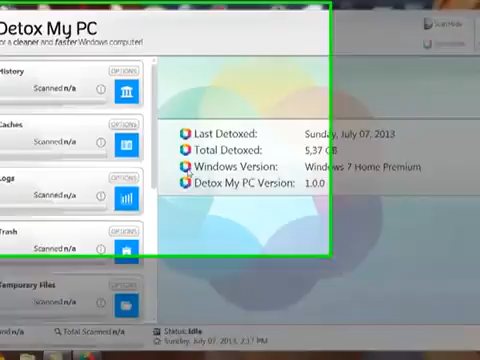 Detox My PC
or a cleaner and faster Windows computer!
Scan Mode
History
OPTIONS
Scanned n/a
Caches
OPTIONS
Scanned n/a
Logs
OPTIONS
Scanned n/a
Trash
OPTIONS
Scanned n/a
Temporary Files
OPTIONS
Scanned n/a
Last Detoxed: Sunday, July 07, 2013
Total Detoxed: 5,37 GB
Windows Version: Windows 7 Home Premium
Detox My PC Version: 1.0.0
n/a
Total Scanned n/a
Status: Idle
Sunday, July 07, 2013, 2:17 PM